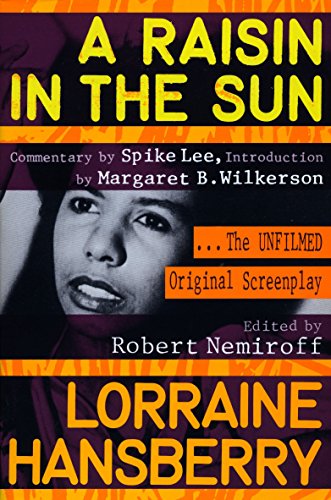 A RAISIN
IN THE SUN
Commentary by Spike Lee, Introduction
by Margaret B. Wilkerson
...The UNFILMED
Original Screenplay
Edited by
Robert Nemiroff
LORRAINE
HANSBERRY